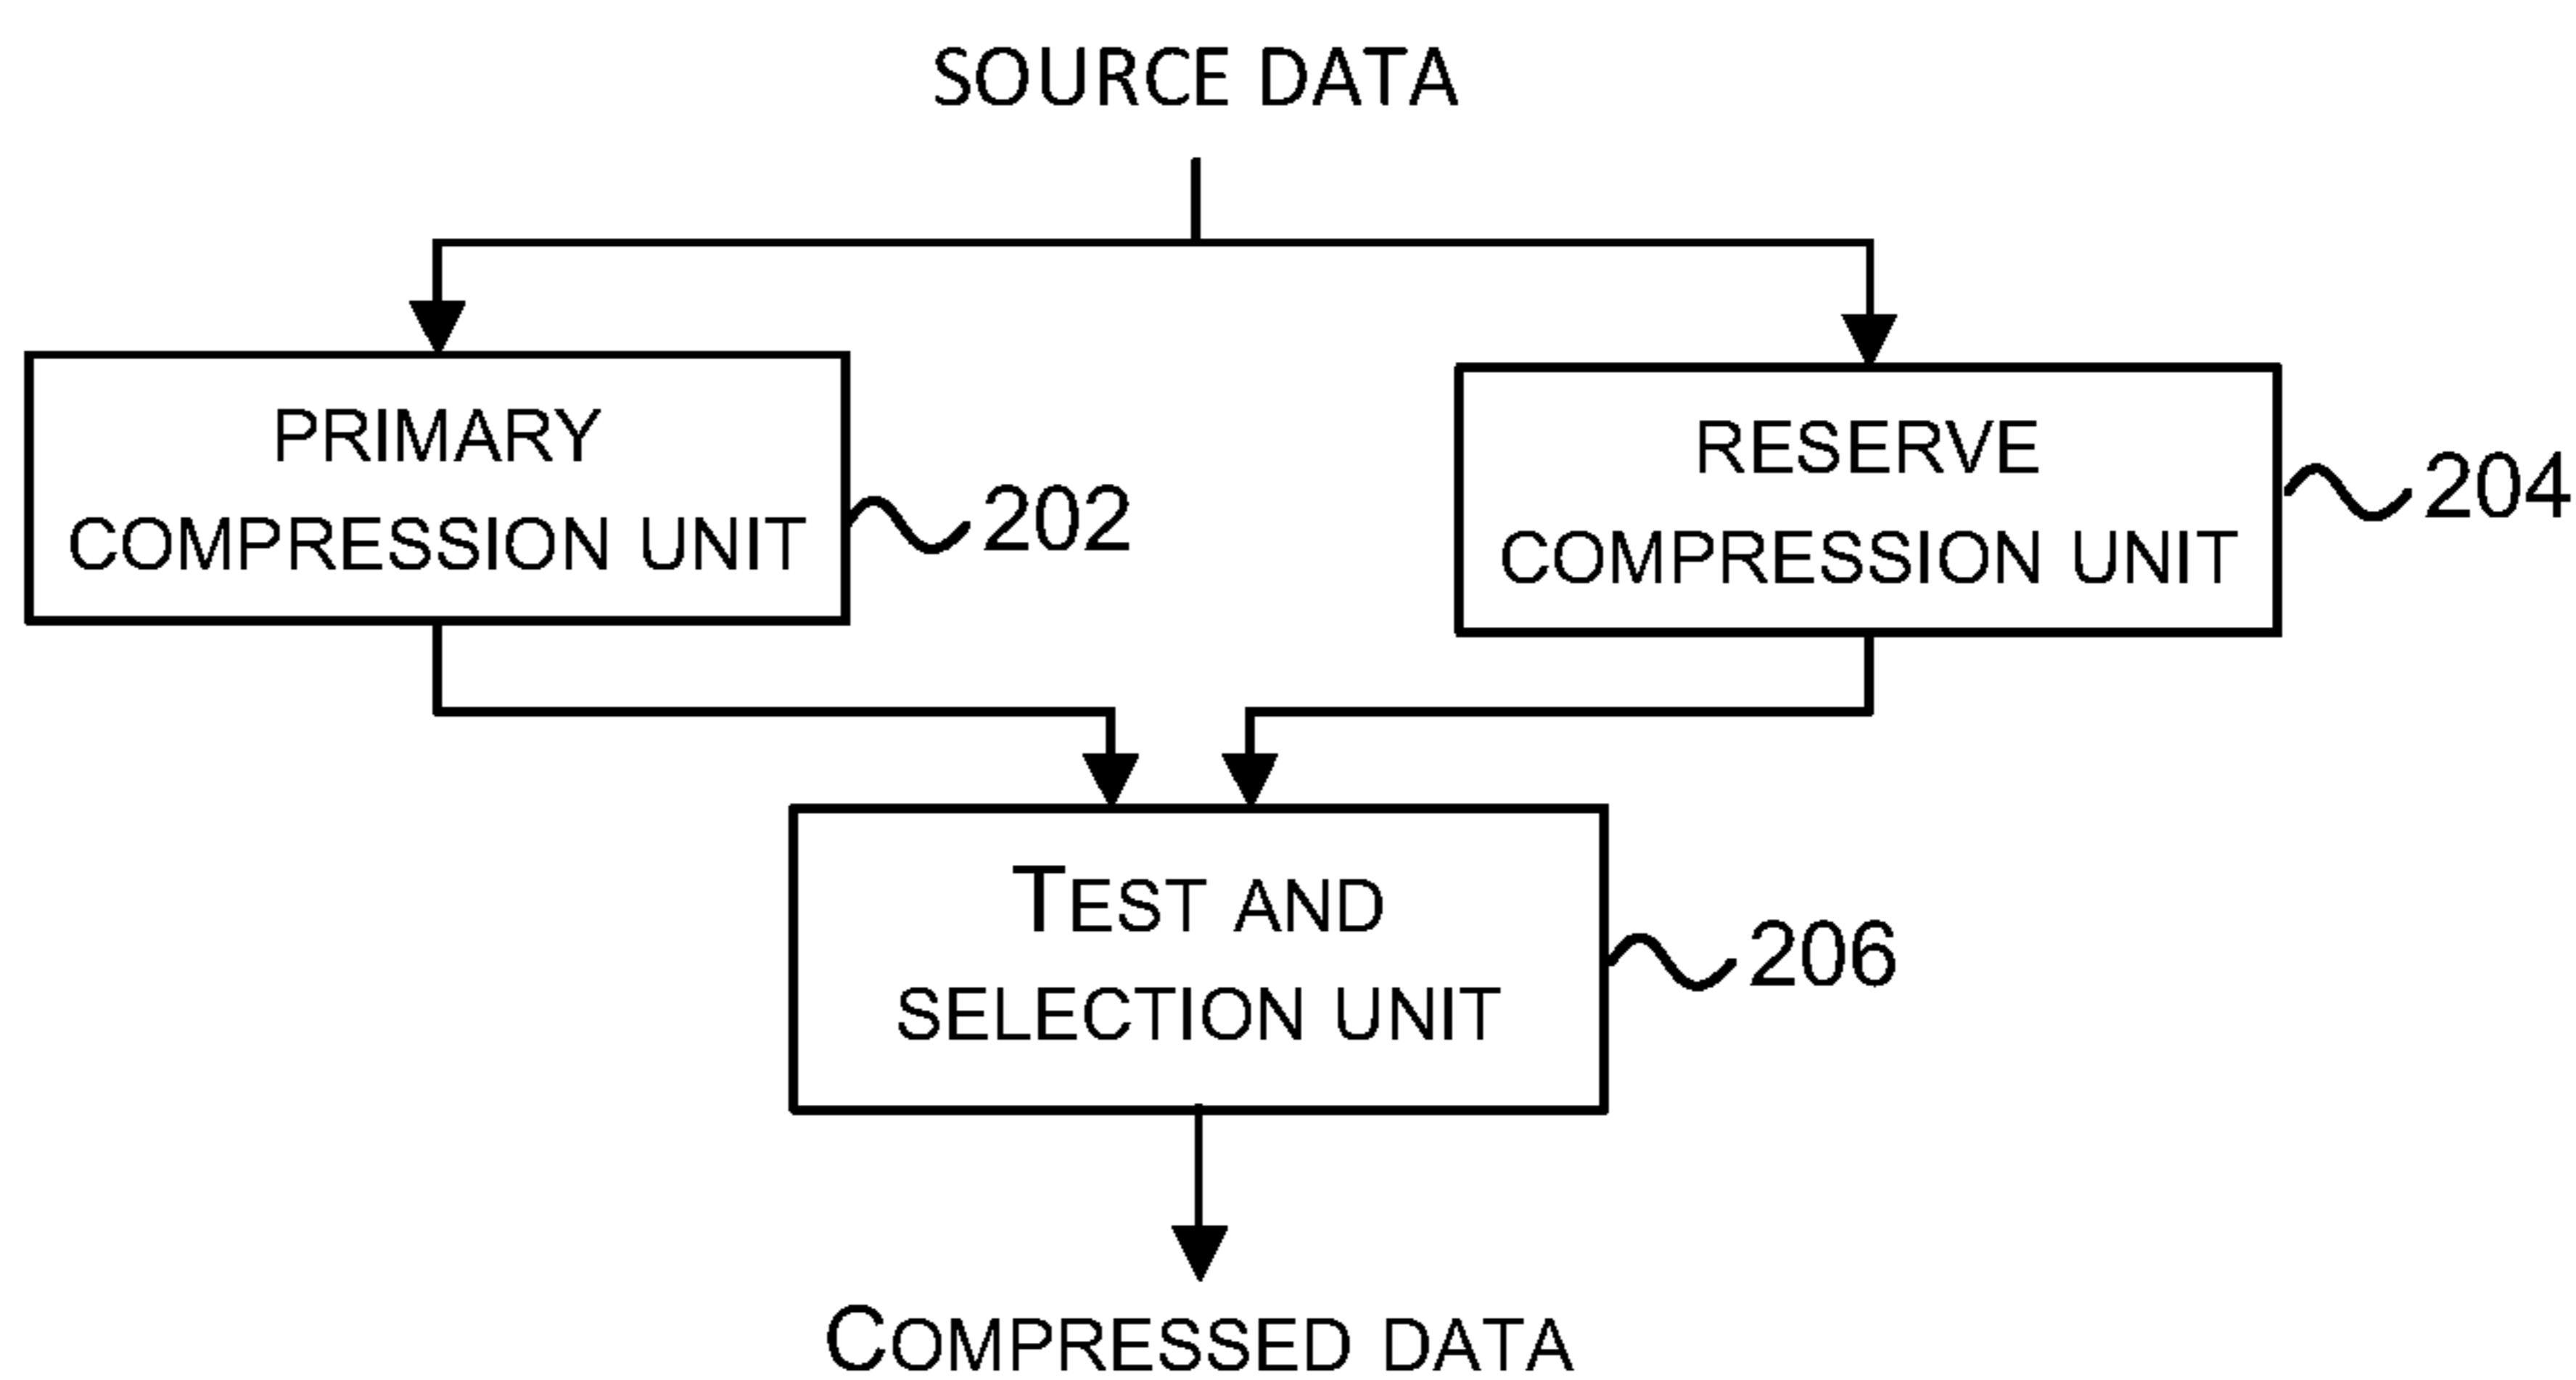 SOURCE DATA
PRIMARY
COMPRESSION UNIT
202
RESERVE
COMPRESSION UNIT
204
TEST AND
SELECTION UNIT
206
COMPRESSED DATA